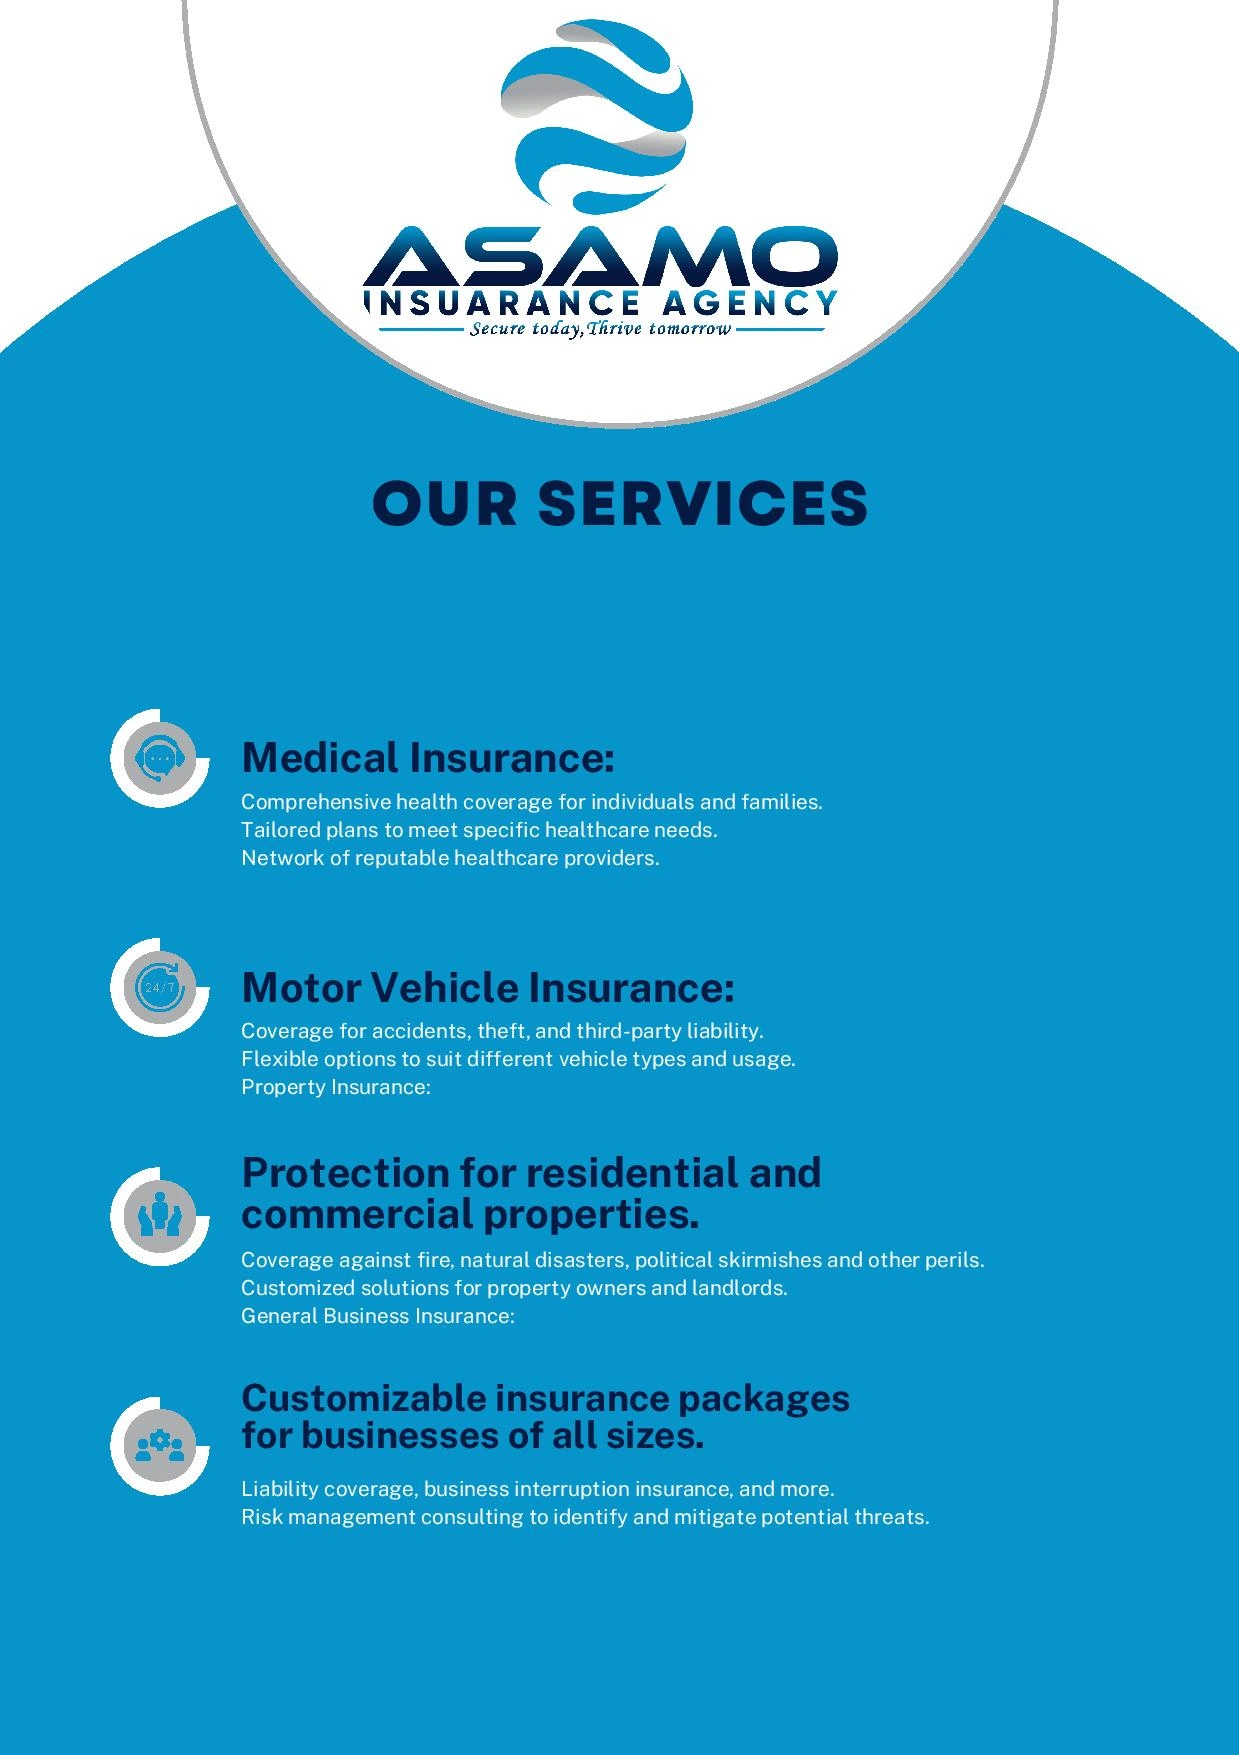 ASAMO
INSUARANCE AGENCY
Secure today,Thrive tomorrow
OUR SERVICES
Medical Insurance:
Comprehensive health coverage for individuals and families.
Tailored plans to meet specific healthcare needs.
Network of reputable healthcare providers.
24/7
Motor Vehicle Insurance:
Coverage for accidents, theft, and third-party liability.
Flexible options to suit different vehicle types and usage.
Property Insurance:
Protection for residential and
commercial properties.
Coverage against fire, natural disasters, political skirmishes and other perils.
Customized solutions for property owners and landlords.
General Business Insurance:
Customizable insurance packages
for businesses of all sizes.
Liability coverage, business interruption insurance, and more.
Risk management consulting to identify and mitigate potential threats.